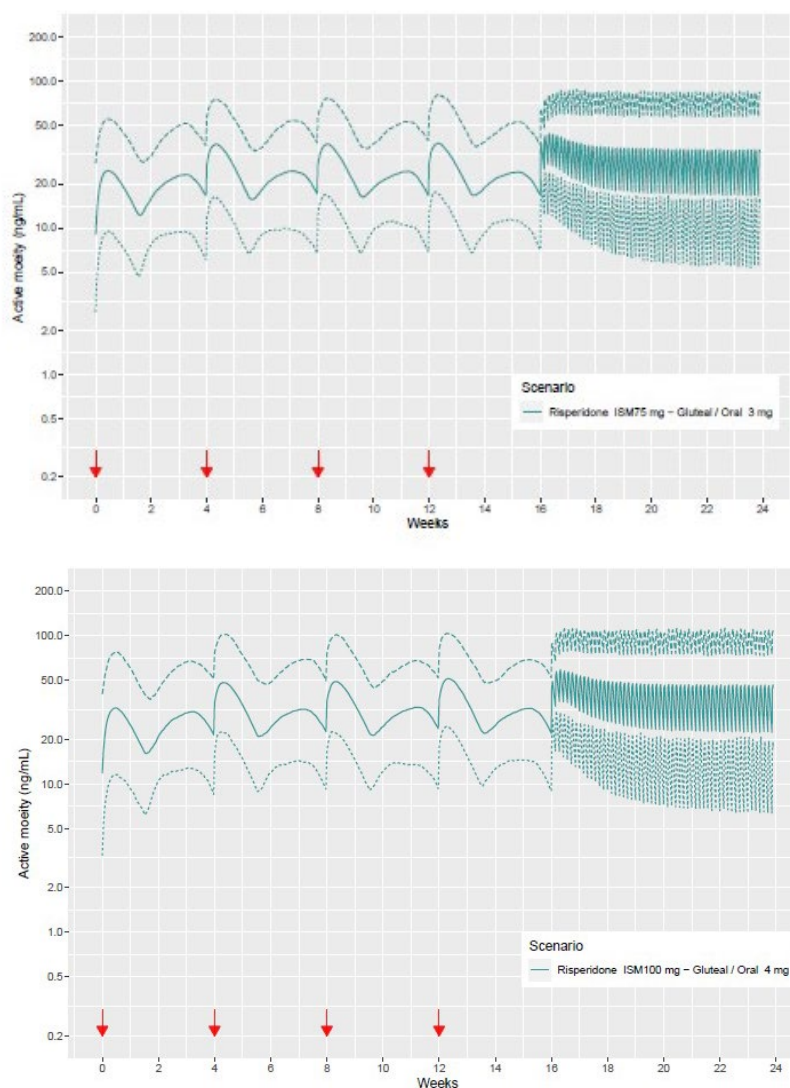 200.0
100.0
50.0
20.0
10.0
5.0
2.0
1.0
0.5
0.2
Active moeity (ng/mL)
Scenario
Risperidone ISM75 mg − Gluteal / Oral 3 mg
0 2 4 6 8 10 12 14 16 18 20 22 24
Weeks
200.0
100.0
50.0
20.0
10.0
5.0
2.0
1.0
0.5
0.2
Active moeity (ng/mL)
Scenario
Risperidone ISM100 mg − Gluteal / Oral 4 mg
0 2 4 6 8 10 12 14 16 18 20 22 24
Weeks